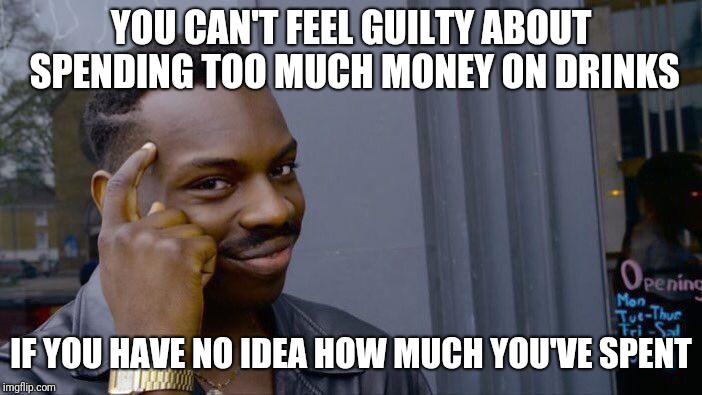 YOU CAN'T FEEL GUILTY ABOUT
SPENDING TOO MUCH MONEY ON DRINKS
Opening
Mon
Tue-Thur
Fri-Sat
IF YOU HAVE NO IDEA HOW MUCH YOU'VE SPENT
imgflip.com